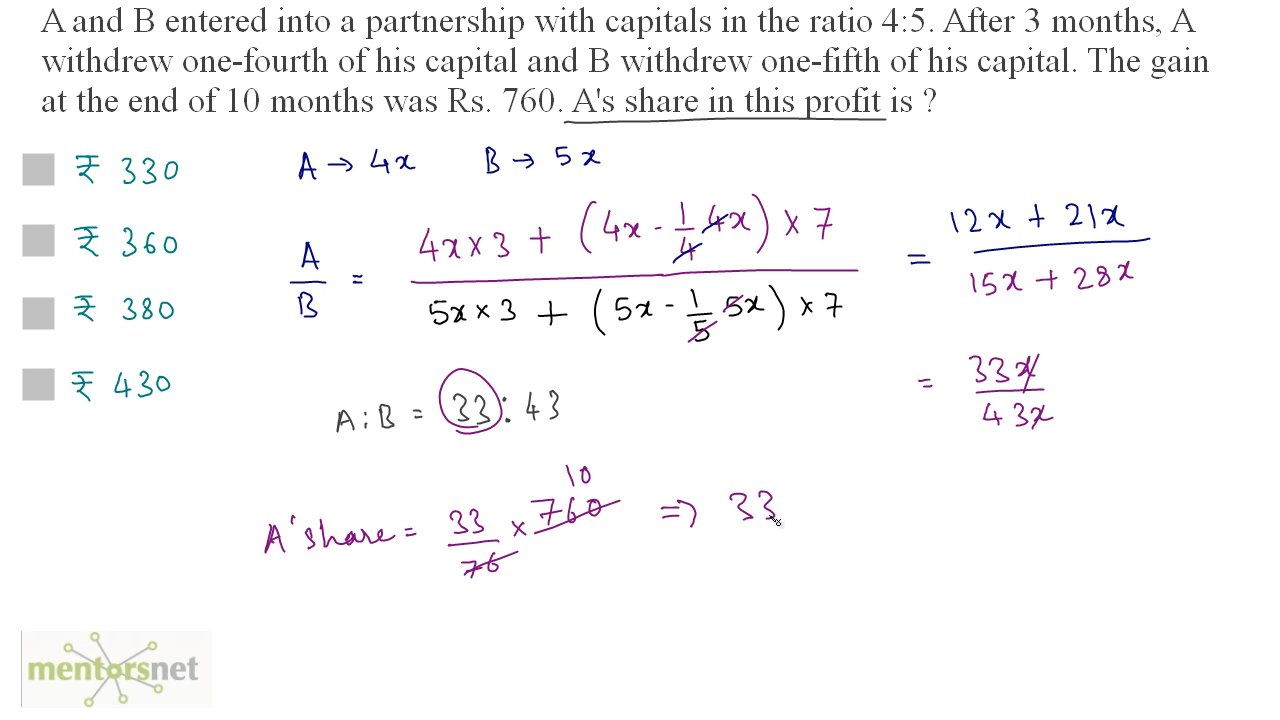 A and B entered into a partnership with capitals in the ratio 4:5. After 3 months, A
withdrew one-fourth of his capital and B withdrew one-fifth of his capital. The gain
at the end of 10 months was Rs. 760. A's share in this profit is ?
₹ 330
₹ 360
₹ 380
₹ 430
A → 4x B → 5x
A/B = (4x × 3 + (4x - 1/4 4x) × 7)/(5x × 3 + (5x - 1/5 5x) × 7) = (12x + 21x)/(15x + 28x)
= 33x/43x
A : B = 33 : 43
10
A's share = 33/76 × 760 ⇒ 33
mentorsnet